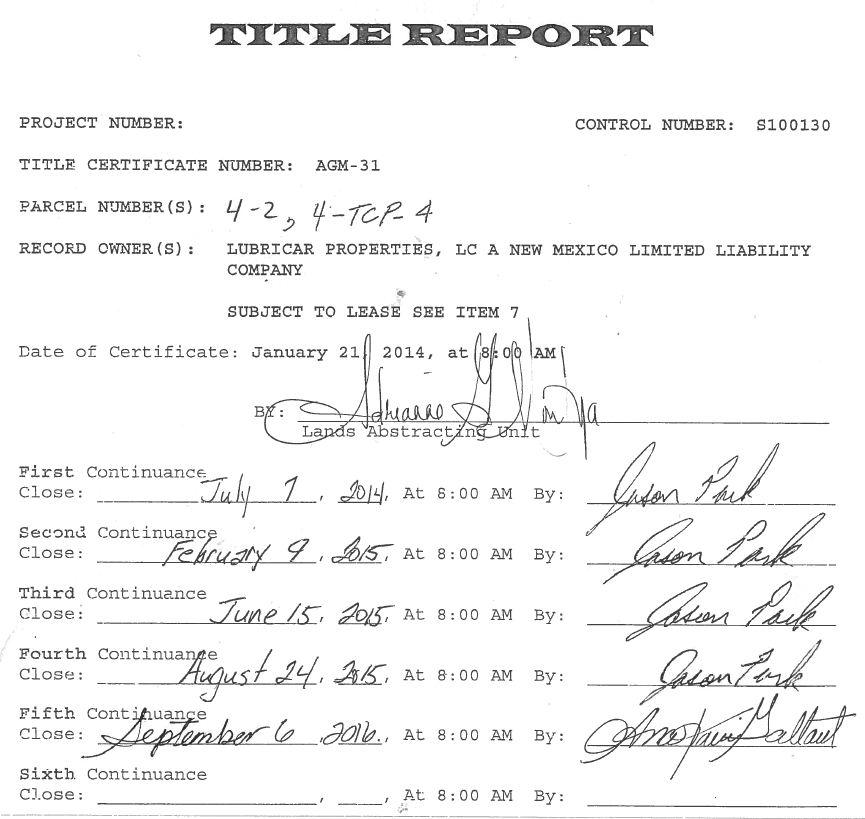 TITLE REPORT
PROJECT NUMBER: CONTROL NUMBER: S100130
TITLE CERTIFICATE NUMBER: AGM-31
PARCEL NUMBER(S): 4-2, 4-TCP-4
RECORD OWNER(S): LUBRICAR PROPERTIES, LC A NEW MEXICO LIMITED LIABILITY
COMPANY
SUBJECT TO LEASE SEE ITEM 7
Date of Certificate: January 21, 2014, at 8:00 AM
BY:
Lands Abstracting Unit
First Continuance
Close: July 7, 2014, At 8:00 AM By: Jason Park
Second Continuance
Close: February 9, 2015, At 8:00 AM By: Jason Park
Third Continuance
Close: June 15, 2015, At 8:00 AM By: Jason Park
Fourth Continuance
Close: August 24, 2015, At 8:00 AM By: Jason Park
Fifth Continuance
Close: September 6, 2016, At 8:00 AM By:
Sixth Continuance
Close: , , At 8:00 AM By: